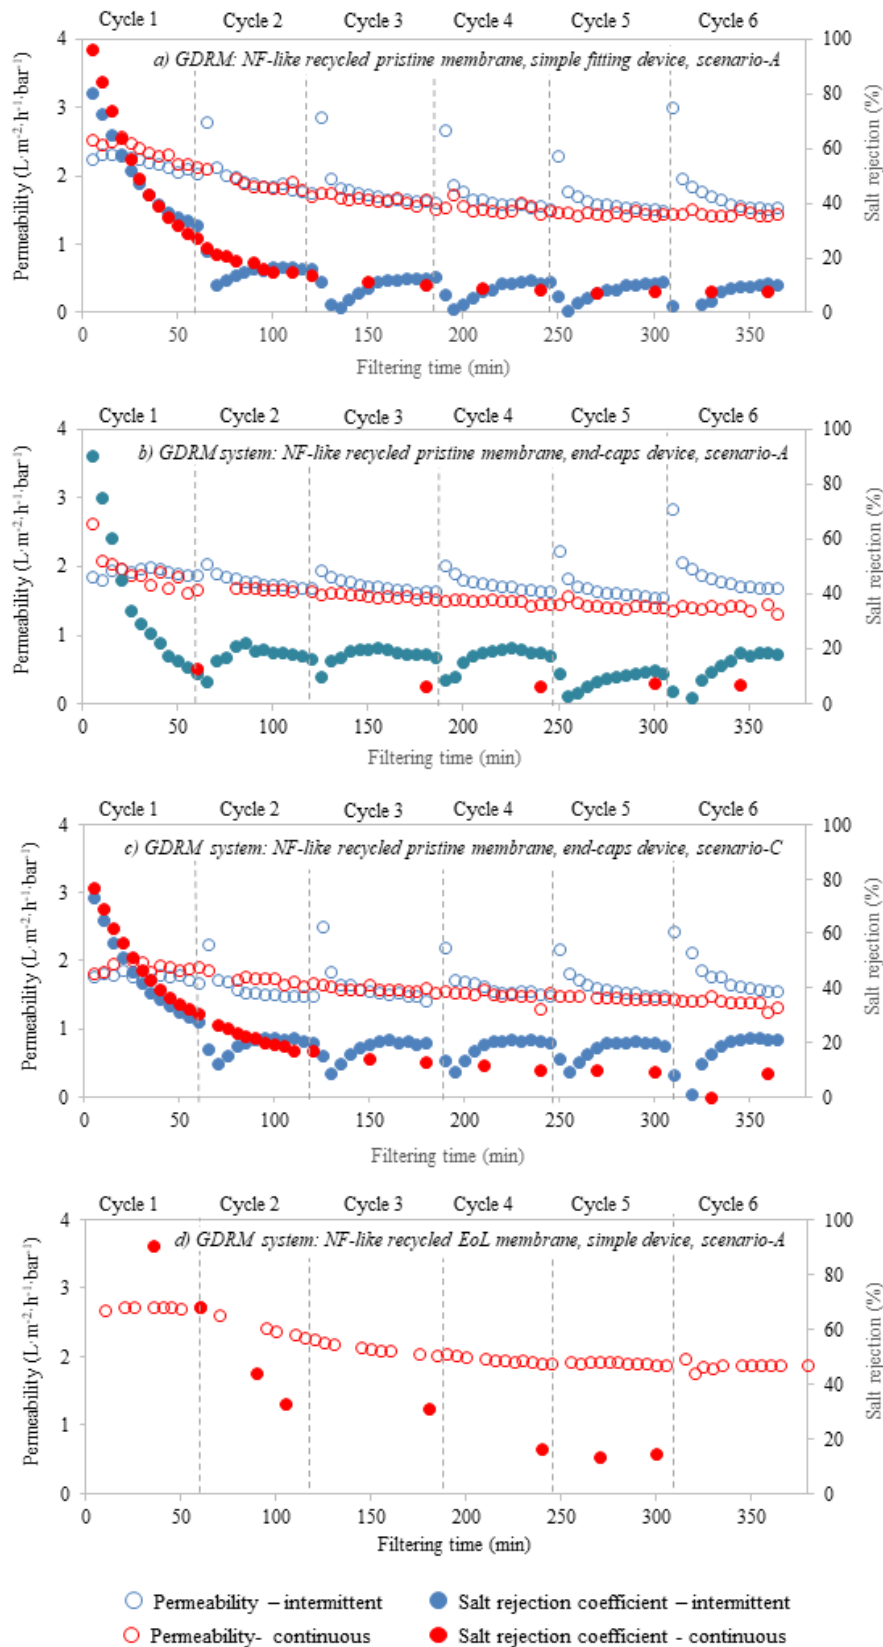 Cycle 1 Cycle 2 Cycle 3 Cycle 4 Cycle 5 Cycle 6
a) GDRM: NF-like recycled pristine membrane, simple fitting device, scenario-A
Permeability (L·m⁻²·h⁻¹·bar⁻¹)
4
3
2
1
0
100
80
60
40
20
0
Salt rejection (%)
0 50 100 150 200 250 300 350
Filtering time (min)
Cycle 1 Cycle 2 Cycle 3 Cycle 4 Cycle 5 Cycle 6
b) GDRM system: NF-like recycled pristine membrane, end-caps device, scenario-A
Permeability (L·m⁻²·h⁻¹·bar⁻¹)
4
3
2
1
0
100
80
60
40
20
0
Salt rejection (%)
0 50 100 150 200 250 300 350
Filtering time (min)
Cycle 1 Cycle 2 Cycle 3 Cycle 4 Cycle 5 Cycle 6
c) GDRM system: NF-like recycled pristine membrane, end-caps device, scenario-C
Permeability (L·m⁻²·h⁻¹·bar⁻¹)
4
3
2
1
0
100
80
60
40
20
0
Salt rejection (%)
0 50 100 150 200 250 300 350
Filtering time (min)
Cycle 1 Cycle 2 Cycle 3 Cycle 4 Cycle 5 Cycle 6
d) GDRM system: NF-like recycled EoL membrane, simple device, scenario-A
Permeability (L·m⁻²·h⁻¹·bar⁻¹)
4
3
2
1
0
100
80
60
40
20
0
Salt rejection (%)
0 50 100 150 200 250 300 350
Filtering time (min)
Permeability – intermittent
Salt rejection coefficient – intermittent
Permeability- continuous
Salt rejection coefficient - continuous